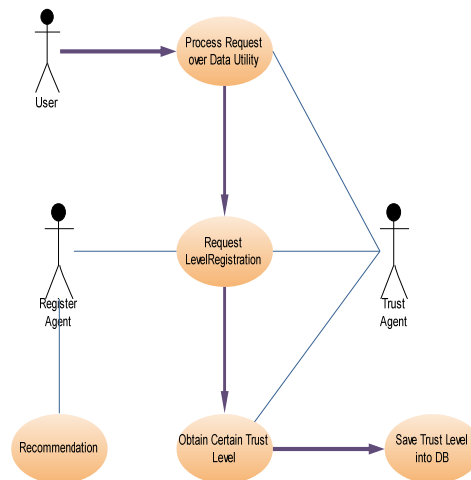 Process Request
over Data Utility
User
Request
LevelRegistration
Register
Agent
Trust
Agent
Recommendation
Obtain Certain Trust
Level
Save Trust Level
into DB